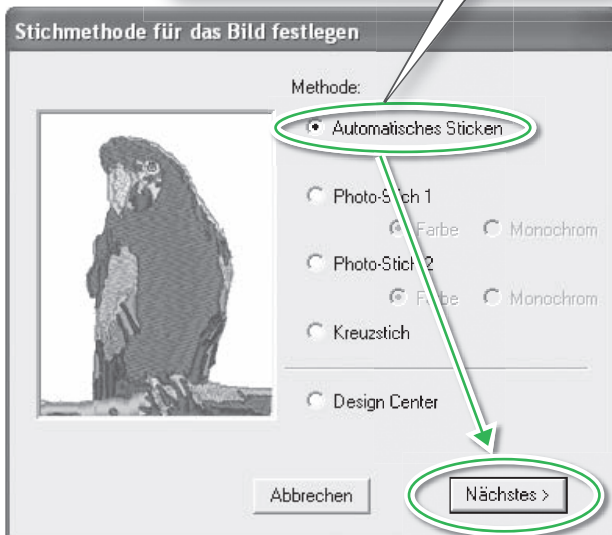 Stichmethode für das Bild festlegen
Methode:
Automatisches Sticken
Photo-Stich 1
Farbe Monochrom
Photo-Stich 2
Farbe Monochrom
Kreuzstich
Design Center
Abbrechen Nächstes >